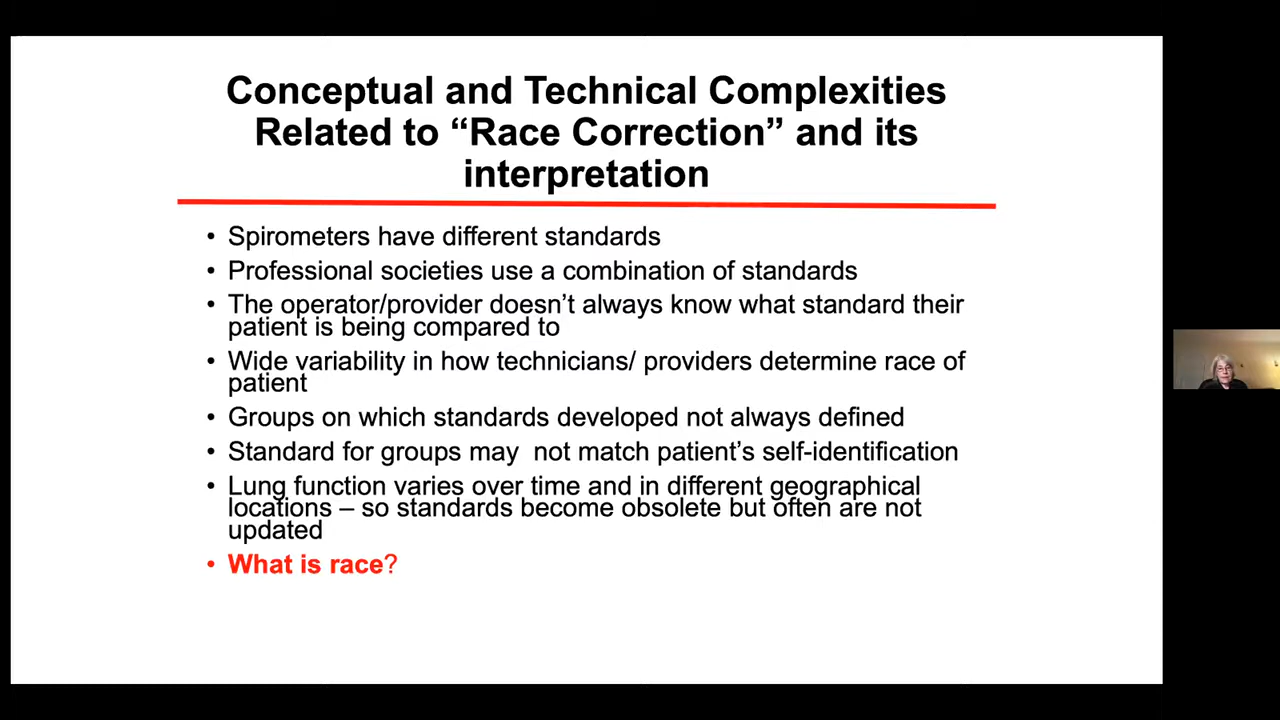 Conceptual and Technical Complexities
Related to “Race Correction” and its
interpretation
• Spirometers have different standards
• Professional societies use a combination of standards
• The operator/provider doesn’t always know what standard their
patient is being compared to
• Wide variability in how technicians/ providers determine race of
patient
• Groups on which standards developed not always defined
• Standard for groups may  not match patient’s self-identification
• Lung function varies over time and in different geographical
locations – so standards become obsolete but often are not
updated
• What is race?